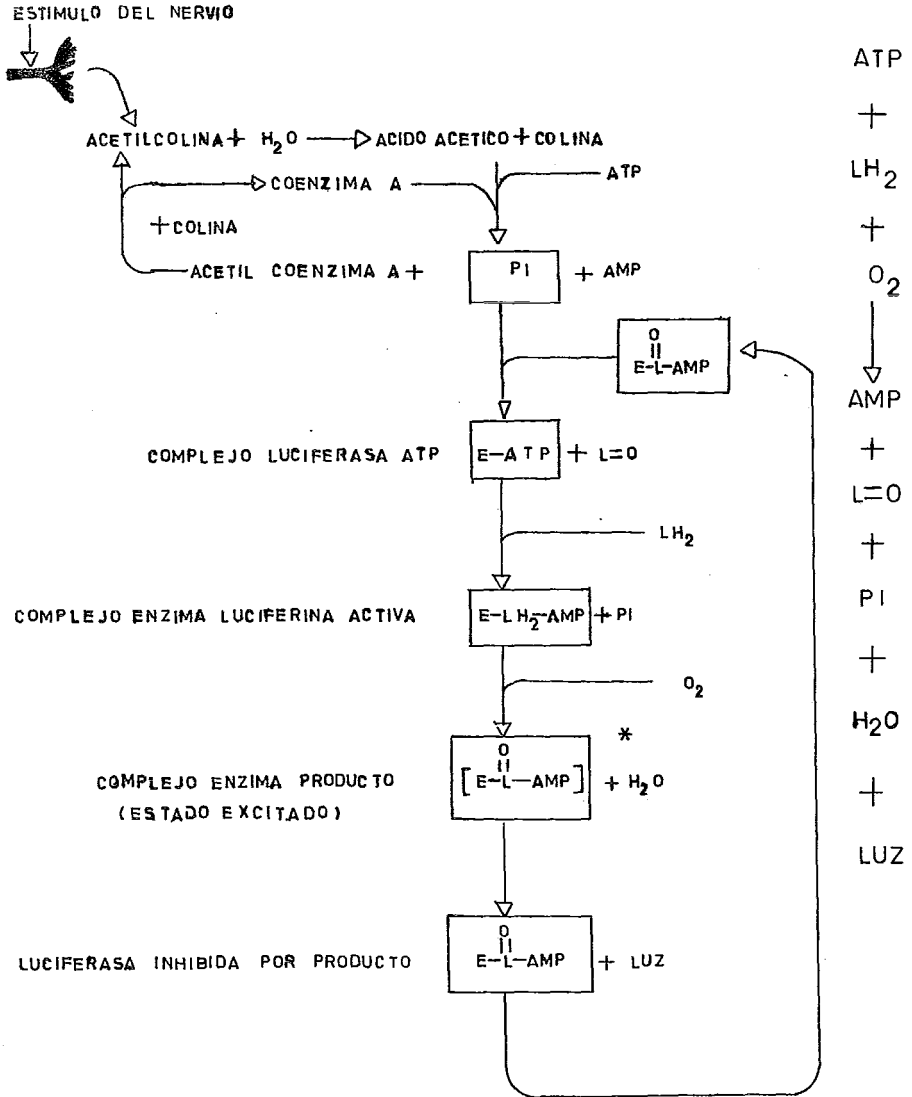 ESTIMULO DEL NERVIO
ACETILCOLINA + H2O → ACIDO ACETICO + COLINA
COENZIMA A
ATP
+ COLINA
ACETIL COENZIMA A +
PI + AMP
O
||
E-L-AMP
COMPLEJO LUCIFERASA ATP
E-ATP + L=O
LH2
COMPLEJO ENZIMA LUCIFERINA ACTIVA
E-LH2-AMP + PI
O2
COMPLEJO ENZIMA PRODUCTO
(ESTADO EXCITADO)
*
O
||
[E-L-AMP] + H2O
LUCIFERASA INHIBIDA POR PRODUCTO
O
||
E-L-AMP + LUZ
ATP
+
LH2
+
O2
AMP
+
L=O
+
PI
+
H2O
+
LUZ